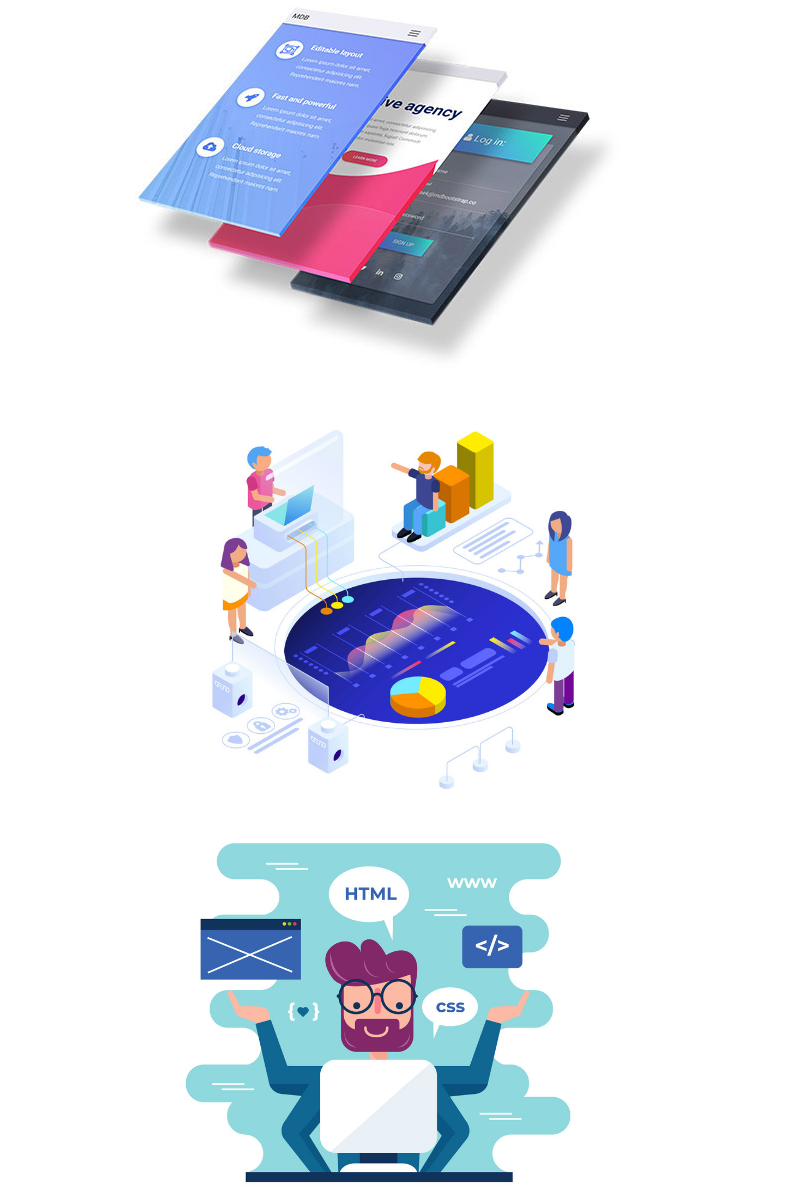 MDB
Editable layout
Lorem ipsum dolor sit amet,
consectetur adipisicing elit.
Reprehenderit maiores nam.
Fast and powerful
Lorem ipsum dolor sit amet,
consectetur adipisicing elit.
Reprehenderit maiores nam.
Cloud storage
Lorem ipsum dolor sit amet,
consectetur adipisicing elit.
Reprehenderit maiores nam.
ive agency
LEARN MORE
Log in:
SIGN UP
in
HTML
www
</>
{ }
CSS